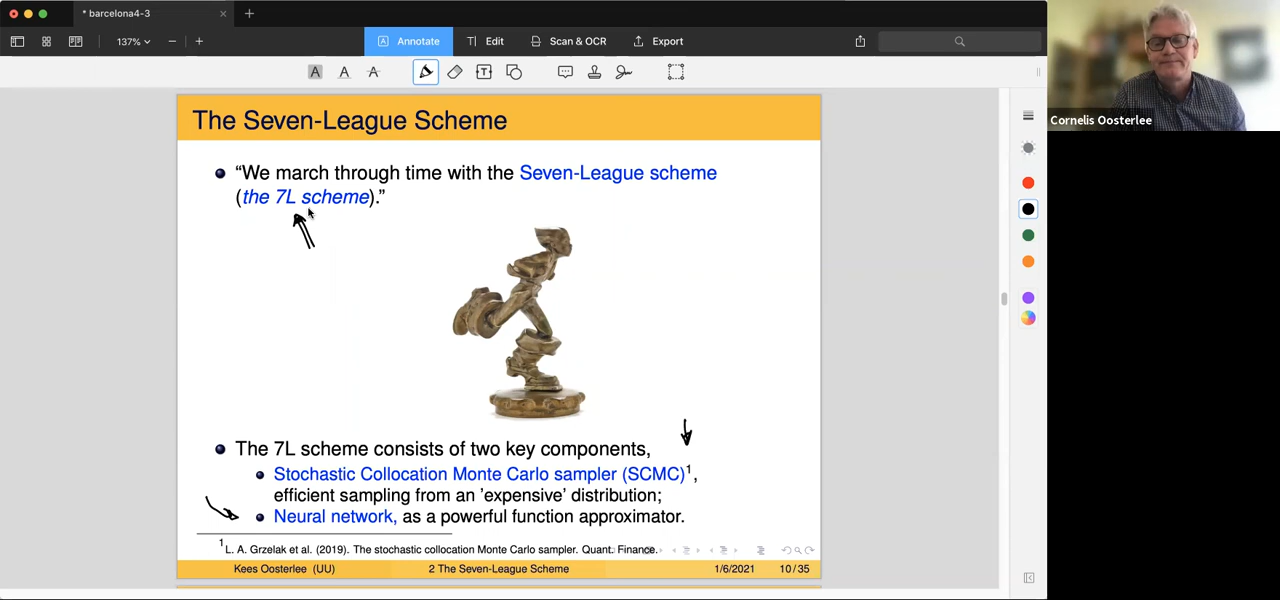 * barcelona4-3
137%
Annotate
Edit
Scan & OCR
Export
A A A
T
Cornelis Oosterlee
The Seven-League Scheme
“We march through time with the Seven-League scheme
(the 7L scheme).”
The 7L scheme consists of two key components,
Stochastic Collocation Monte Carlo sampler (SCMC)1,
efficient sampling from an ’expensive’ distribution;
Neural network, as a powerful function approximator.
1L. A. Grzelak et al. (2019). The stochastic collocation Monte Carlo sampler. Quant. Finance.
Kees Oosterlee (UU) 2 The Seven-League Scheme 1/6/2021 10/35